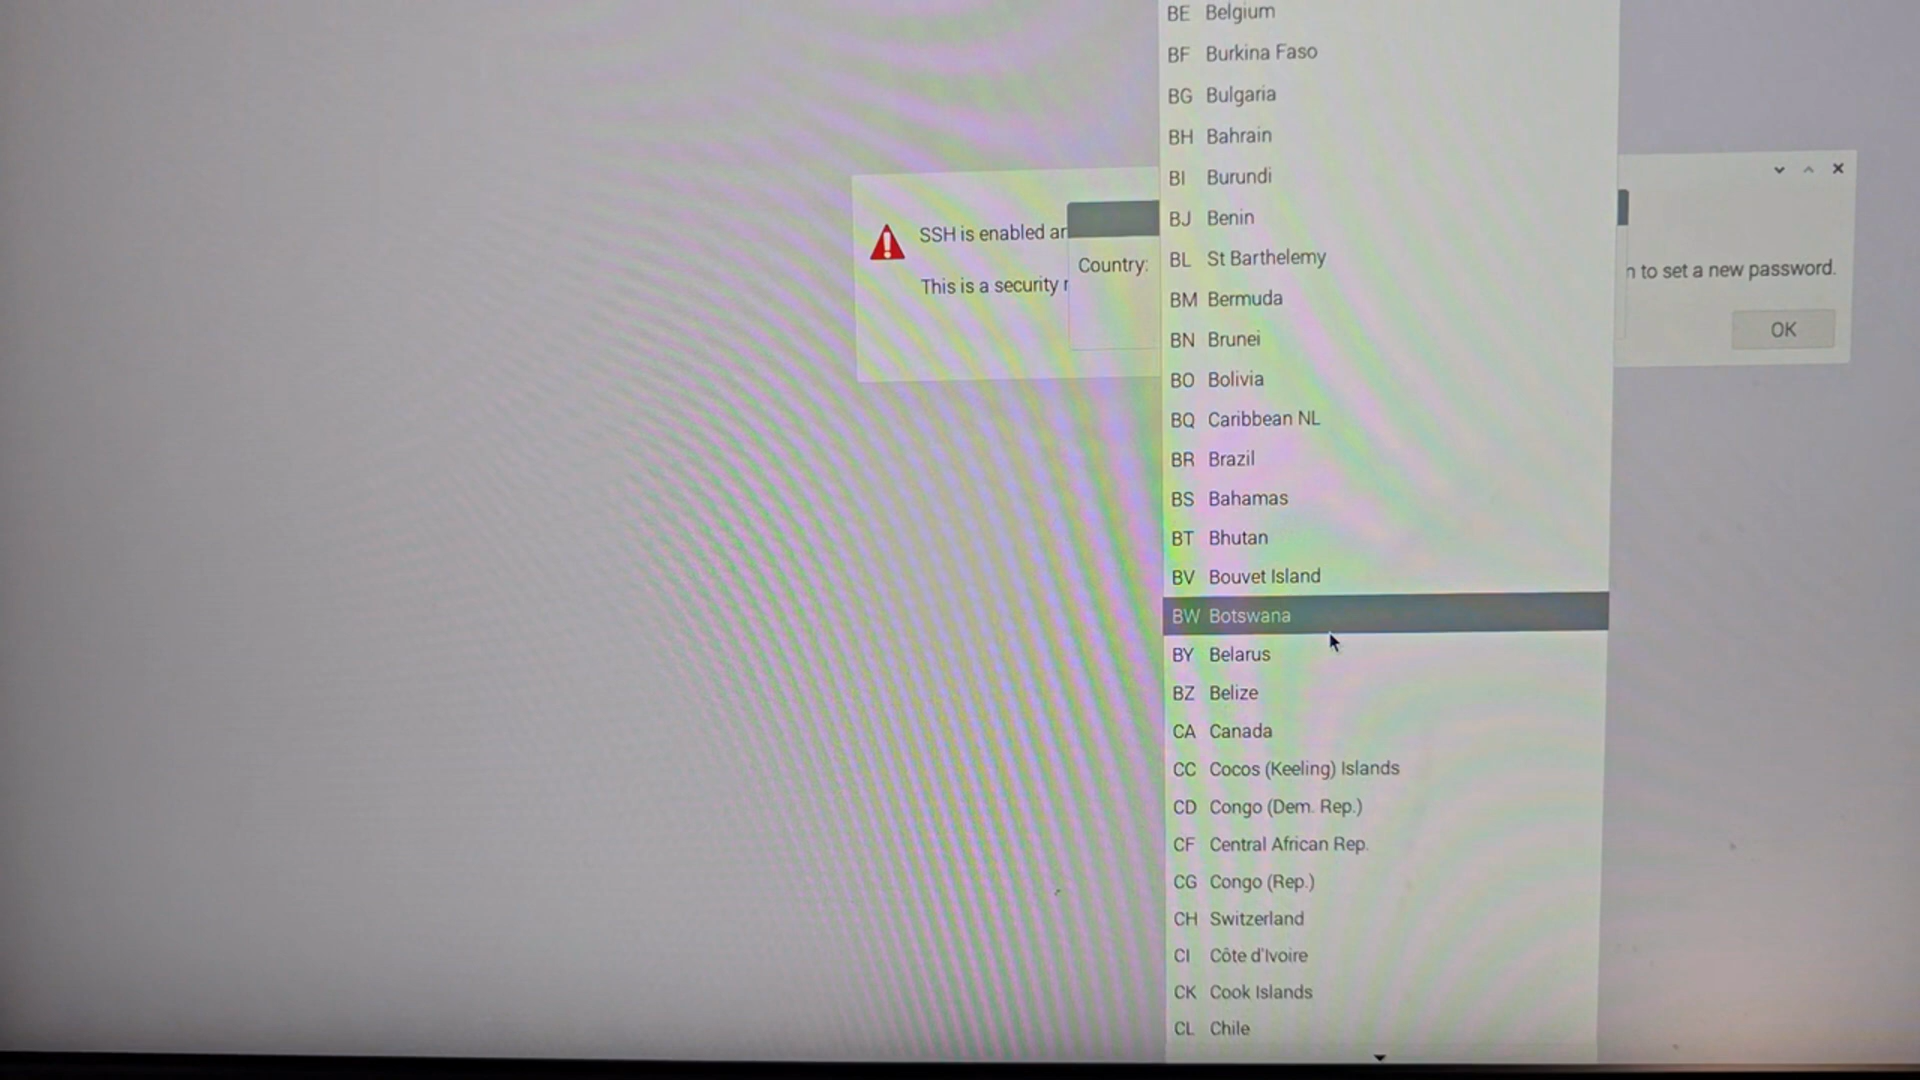 BE Belgium
BF Burkina Faso
BG Bulgaria
BH Bahrain
BI Burundi
BJ Benin
BL St Barthelemy
BM Bermuda
BN Brunei
BO Bolivia
BQ Caribbean NL
BR Brazil
BS Bahamas
BT Bhutan
BV Bouvet Island
BW Botswana
BY Belarus
BZ Belize
CA Canada
CC Cocos (Keeling) Islands
CD Congo (Dem. Rep.)
CF Central African Rep.
CG Congo (Rep.)
CH Switzerland
CI Côte d'Ivoire
CK Cook Islands
CL Chile
Country:
SSH is enabled
This is a security
to set a new password.
OK